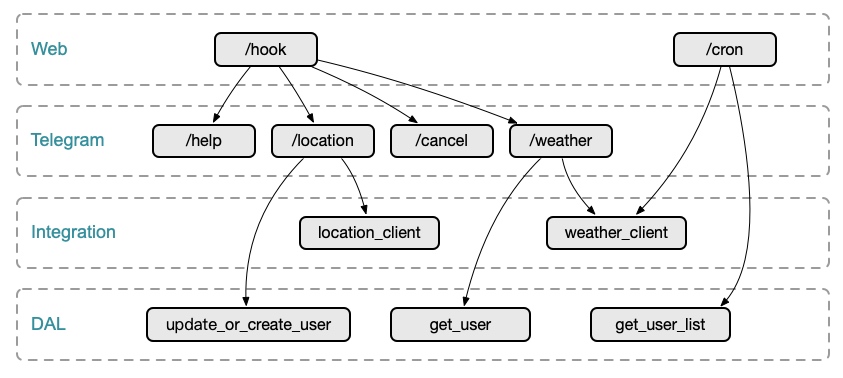 Web
/hook
/cron
Telegram
/help
/location
/cancel
/weather
Integration
location_client
weather_client
DAL
update_or_create_user
get_user
get_user_list